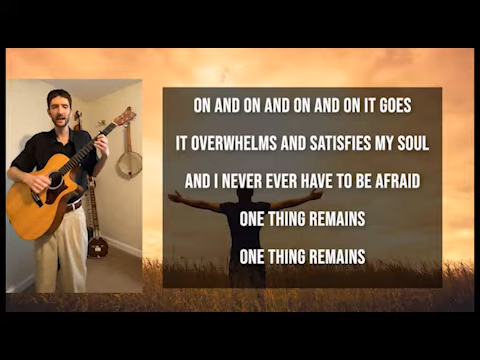 ON AND ON AND ON AND ON IT GOES
IT OVERWHELMS AND SATISFIES MY SOUL
AND I NEVER EVER HAVE TO BE AFRAID
ONE THING REMAINS
ONE THING REMAINS